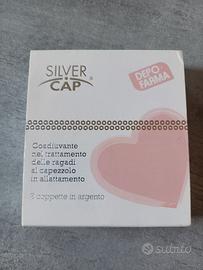 SILVER
CAP
DEPO
FARMA
Coadiuvante
nel trattamento
delle ragadi
al capezzolo
in allattamento
2 coppette in argento
subito